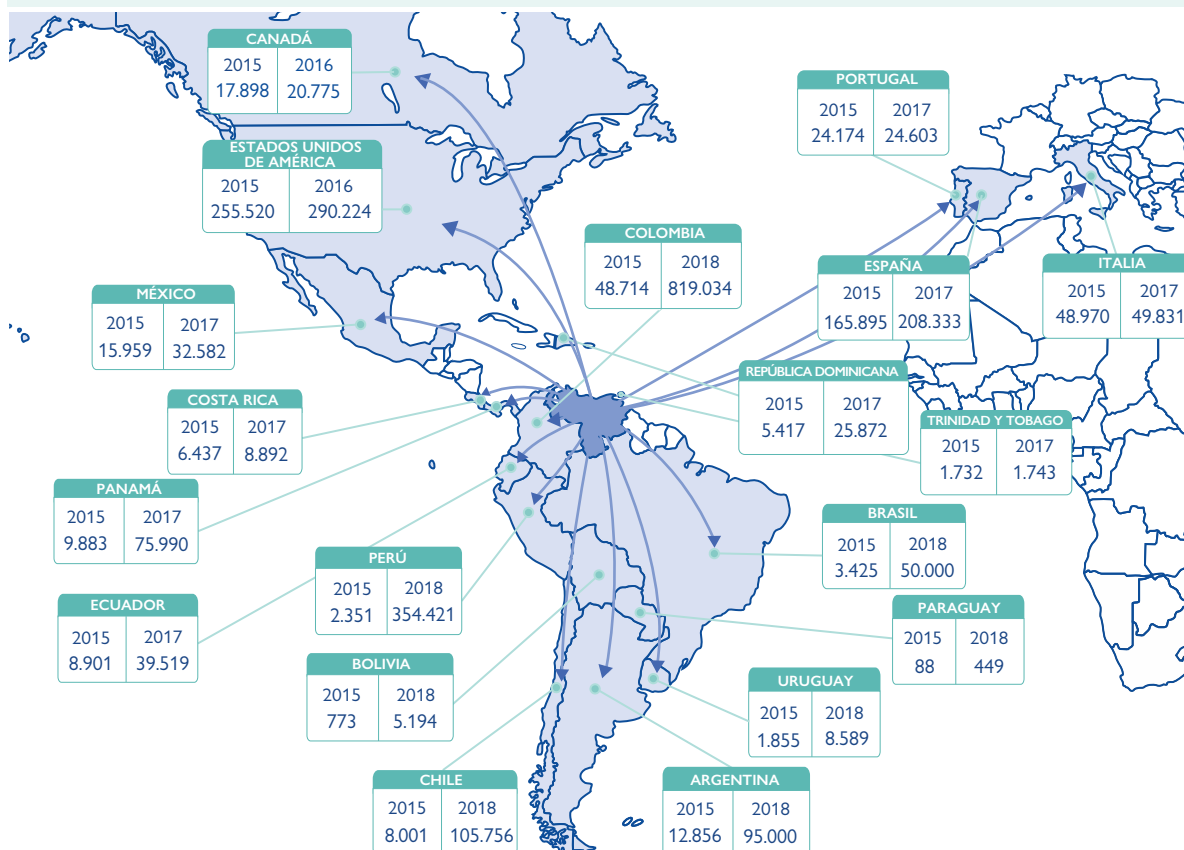 CANADÁ
2015 2016
17.898 20.775
ESTADOS UNIDOS
DE AMÉRICA
2015 2016
255.520 290.224
PORTUGAL
2015 2017
24.174 24.603
COLOMBIA
2015 2018
48.714 819.034
ESPAÑA
2015 2017
165.895 208.333
ITALIA
2015 2017
48.970 49.831
MÉXICO
2015 2017
15.959 32.582
REPÚBLICA DOMINICANA
2015 2017
5.417 25.872
COSTA RICA
2015 2017
6.437 8.892
TRINIDAD Y TOBAGO
2015 2017
1.732 1.743
PANAMÁ
2015 2017
9.883 75.990
BRASIL
2015 2018
3.425 50.000
PERÚ
2015 2018
2.351 354.421
ECUADOR
2015 2017
8.901 39.519
PARAGUAY
2015 2018
88 449
BOLIVIA
2015 2018
773 5.194
URUGUAY
2015 2018
1.855 8.589
CHILE
2015 2018
8.001 105.756
ARGENTINA
2015 2018
12.856 95.000